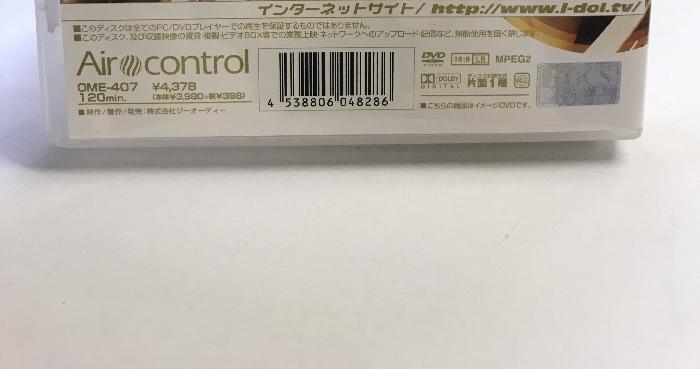 インターネットサイト/ http://www.i-dol.tv/
■このディスクは全てのPC/DVDプレイヤーでの再生を保証するものではありません。
■このディスク、及び収録映像の賃貸・複製・ビデオBOX等での業務上映・ネットワークへのアップロード・配信など、無断使用を固く禁じます。
Air control
OME-407 ¥4,378
120min. (本体¥3,980+税¥398)
■制作/製作/発売:株式会社ジーオーティー
4 538806 048286
DVD VIDEO 16:9 LB MPEG2
DOLBY DIGITAL 片面1層
■こちらの商品はイメージDVDです。